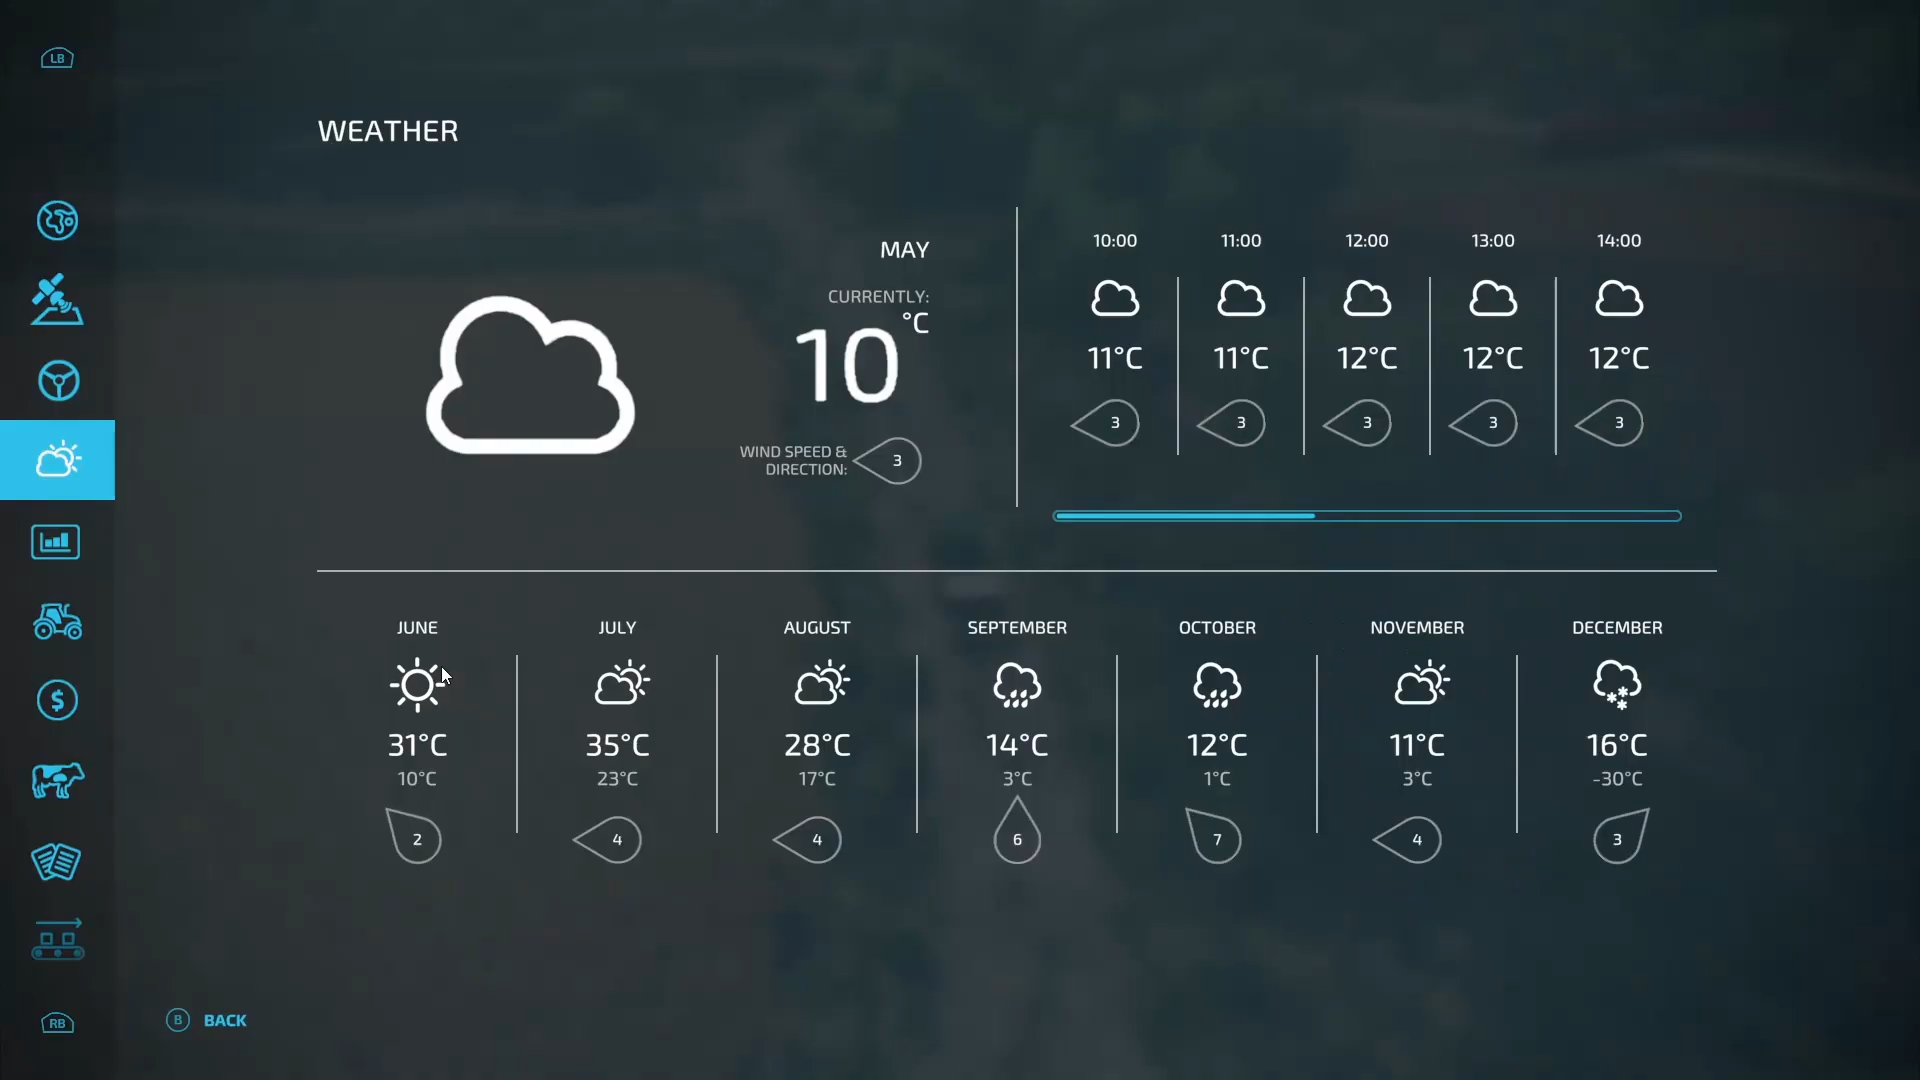 LB
WEATHER
MAY
CURRENTLY:
10 °C
WIND SPEED &
DIRECTION:
3
10:00 11:00 12:00 13:00 14:00
11°C 11°C 12°C 12°C 12°C
3 3 3 3 3
JUNE JULY AUGUST SEPTEMBER OCTOBER NOVEMBER DECEMBER
31°C 35°C 28°C 14°C 12°C 11°C 16°C
10°C 23°C 17°C 3°C 1°C 3°C -30°C
2 4 4 6 7 4 3
$
RB
B BACK